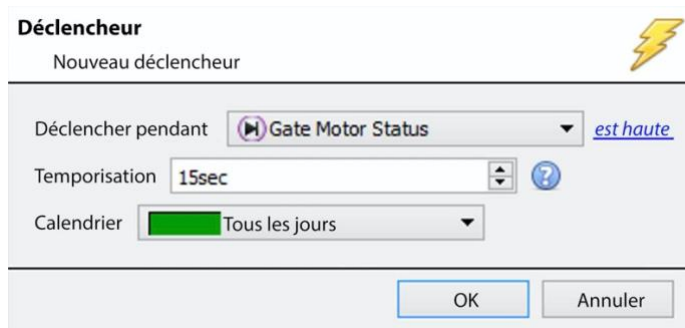 Déclencheur
Nouveau déclencheur
Déclencher pendant Gate Motor Status est haute
Temporisation 15sec ?
Calendrier Tous les jours
OK Annuler